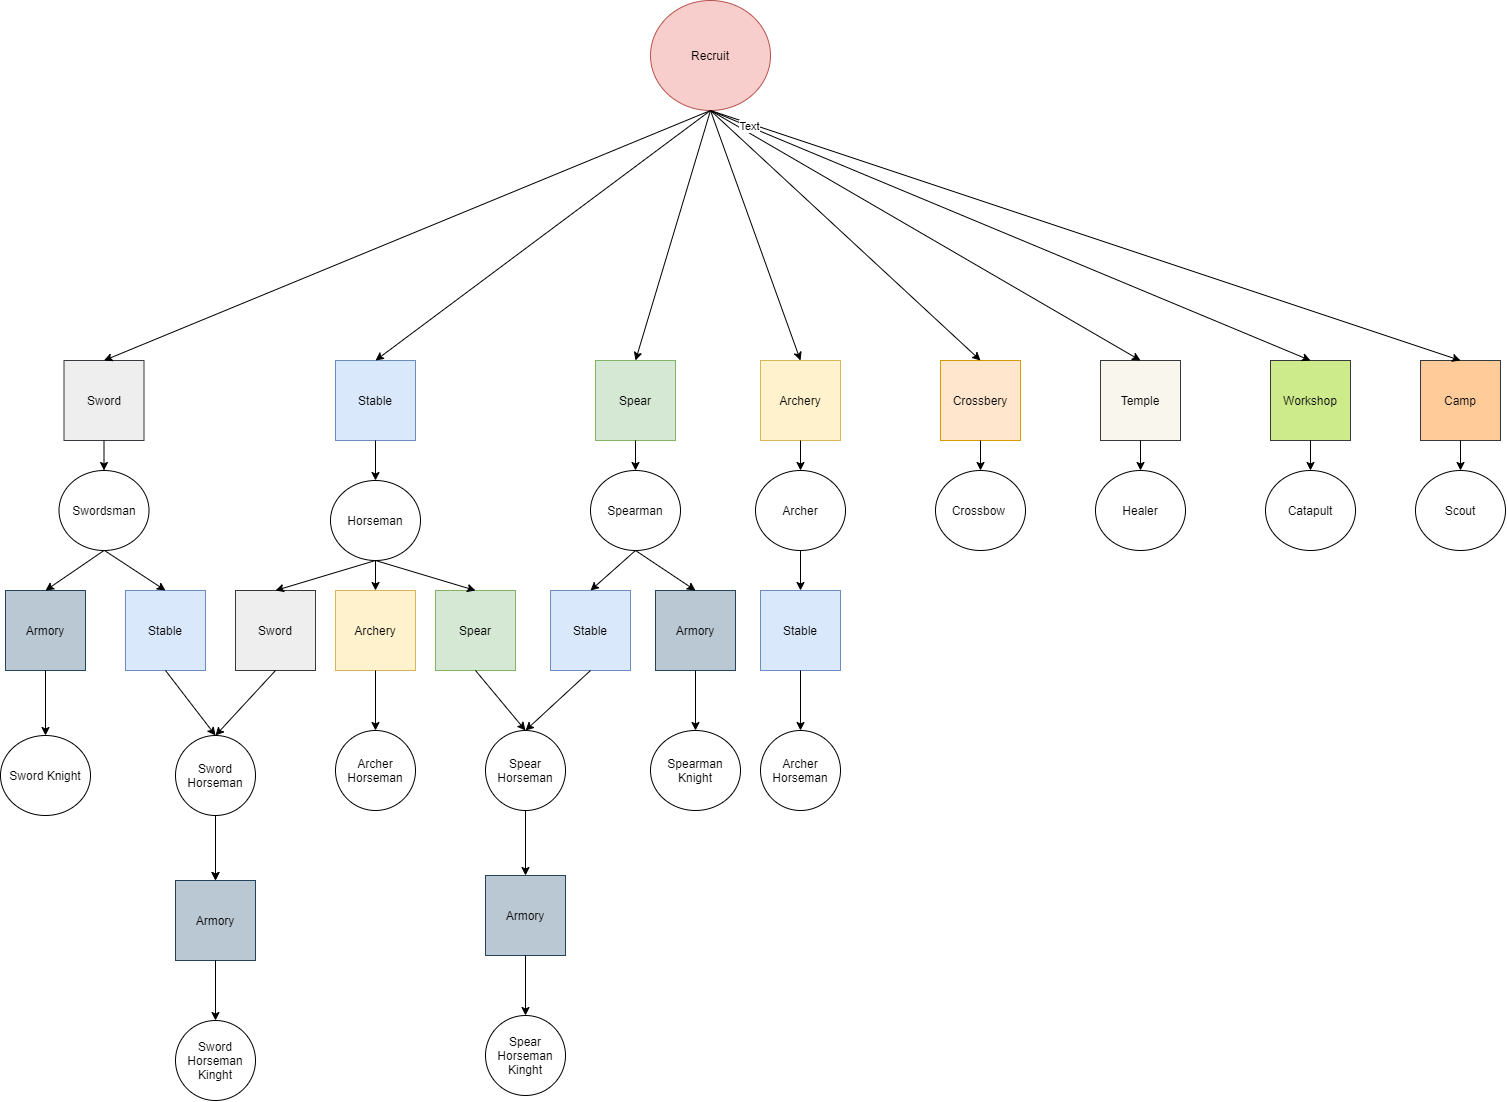 Recruit
Text
Sword
Stable
Spear
Archery
Crossbery
Temple
Workshop
Camp
Swordsman
Horseman
Spearman
Archer
Crossbow
Healer
Catapult
Scout
Armory
Stable
Sword
Archery
Spear
Stable
Armory
Stable
Sword Knight
Sword
Horseman
Archer
Horseman
Spear
Horseman
Spearman
Knight
Archer
Horseman
Armory
Armory
Sword
Horseman
Kinght
Spear
Horseman
Kinght